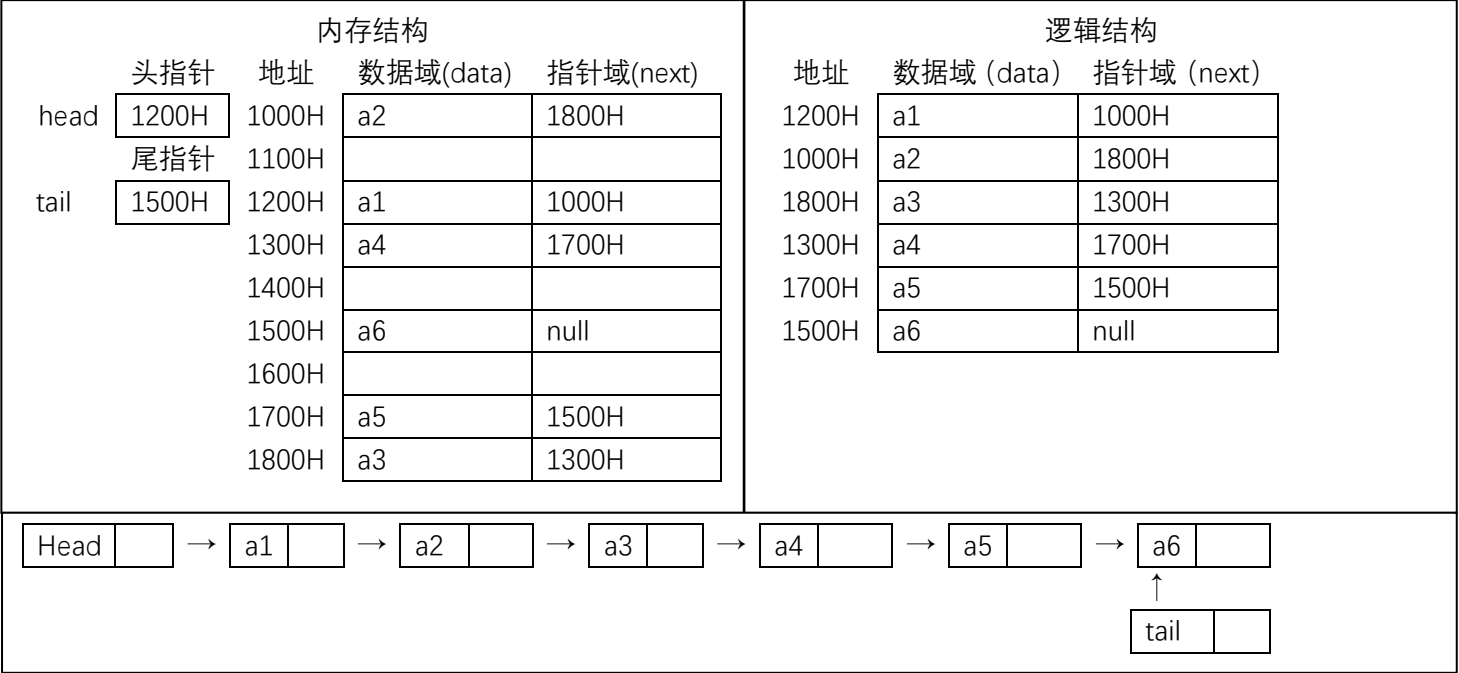 内存结构
头指针 地址 数据域(data) 指针域(next)
head 1200H 1000H a2 1800H
尾指针 1100H
tail 1500H 1200H a1 1000H
1300H a4 1700H
1400H
1500H a6 null
1600H
1700H a5 1500H
1800H a3 1300H
逻辑结构
地址 数据域（data） 指针域（next）
1200H a1 1000H
1000H a2 1800H
1800H a3 1300H
1300H a4 1700H
1700H a5 1500H
1500H a6 null
Head → a1 → a2 → a3 → a4 → a5 → a6
↑
tail